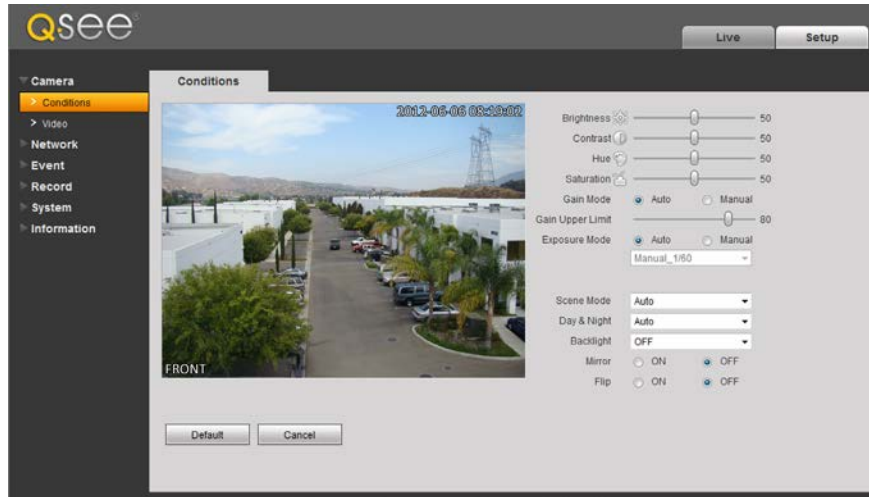 Q-see
Live
Setup
Camera
Conditions
Video
Network
Event
Record
System
Information
Conditions
2012-06-06 08:19:02
FRONT
Brightness 50
Contrast 50
Hue 50
Saturation 50
Gain Mode Auto Manual
Gain Upper Limit 80
Exposure Mode Auto Manual
Manual_1/60
Scene Mode Auto
Day & Night Auto
Backlight OFF
Mirror ON OFF
Flip ON OFF
Default Cancel